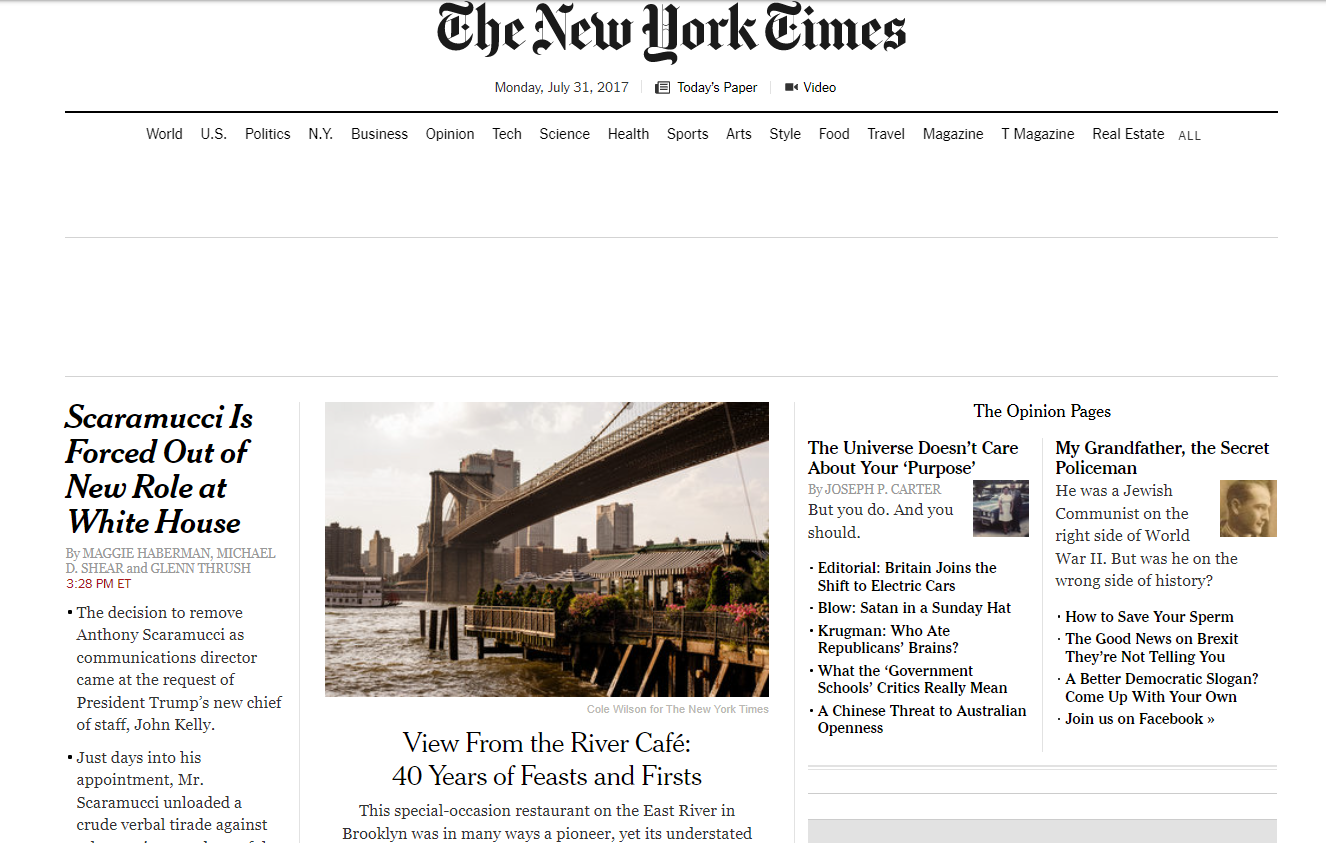 The New York Times
Monday, July 31, 2017
Today's Paper
Video
World U.S. Politics N.Y. Business Opinion Tech Science Health Sports Arts Style Food Travel Magazine T Magazine Real Estate ALL
Scaramucci Is
Forced Out of
New Role at
White House
By MAGGIE HABERMAN, MICHAEL
D. SHEAR and GLENN THRUSH
3:28 PM ET
• The decision to remove
Anthony Scaramucci as
communications director
came at the request of
President Trump’s new chief
of staff, John Kelly.
• Just days into his
appointment, Mr.
Scaramucci unloaded a
crude verbal tirade against
Cole Wilson for The New York Times
View From the River Café:
40 Years of Feasts and Firsts
This special-occasion restaurant on the East River in
Brooklyn was in many ways a pioneer, yet its understated
The Opinion Pages
The Universe Doesn’t Care
About Your ‘Purpose’
By JOSEPH P. CARTER
But you do. And you
should.
· Editorial: Britain Joins the
Shift to Electric Cars
· Blow: Satan in a Sunday Hat
· Krugman: Who Ate
Republicans’ Brains?
· What the ‘Government
Schools’ Critics Really Mean
· A Chinese Threat to Australian
Openness
My Grandfather, the Secret
Policeman
He was a Jewish
Communist on the
right side of World
War II. But was he on the
wrong side of history?
· How to Save Your Sperm
· The Good News on Brexit
They’re Not Telling You
· A Better Democratic Slogan?
Come Up With Your Own
· Join us on Facebook »